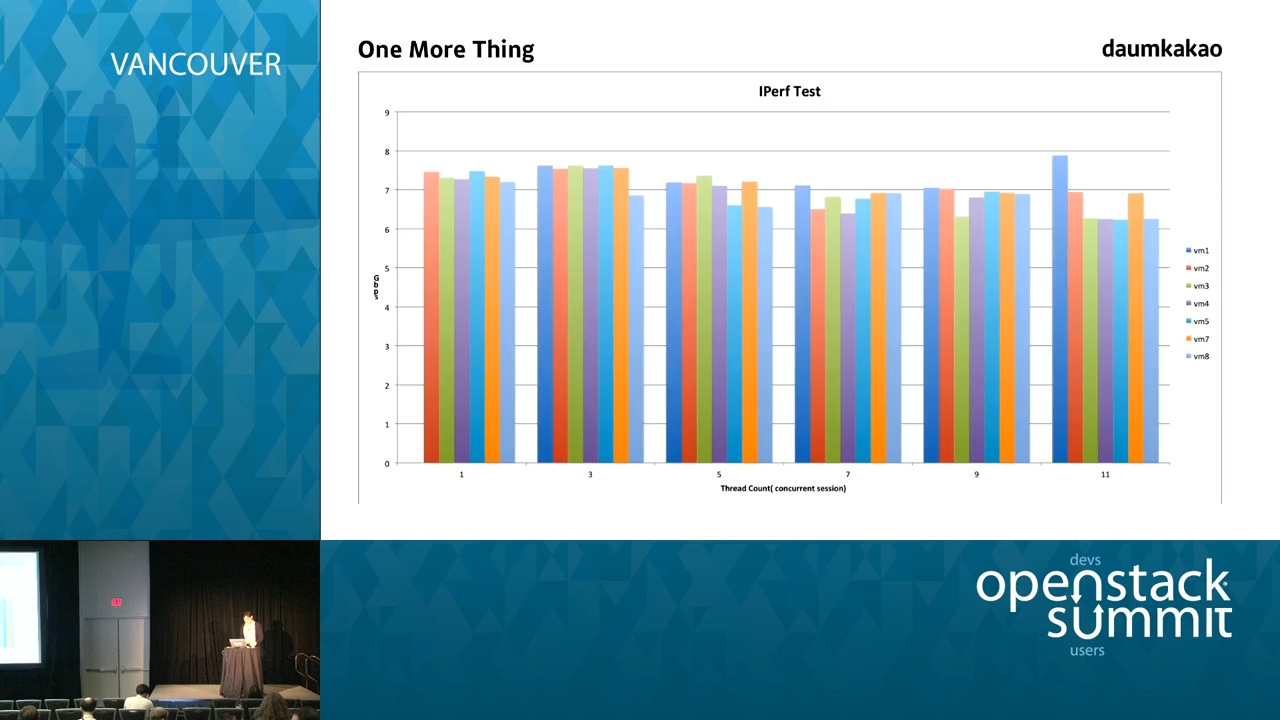 VANCOUVER
One More Thing
daumkakao
IPerf Test
9
8
7
6
5
4
3
2
1
0
Gbps
1 3 5 7 9 11
Thread Count( concurrent session)
vm1
vm2
vm3
vm4
vm5
vm7
vm8
devs
openstack
summit
users